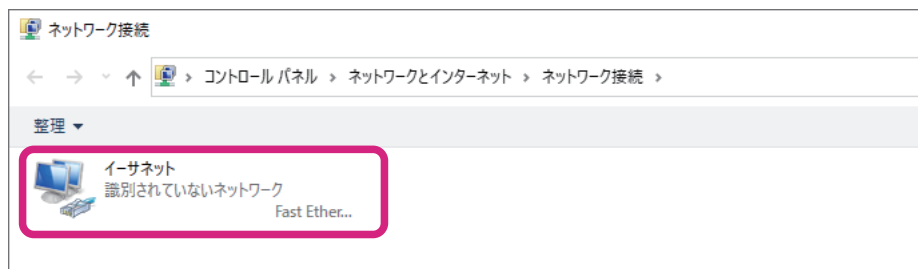 ネットワーク接続
コントロール パネル › ネットワークとインターネット › ネットワーク接続 ›
整理
イーサネット
識別されていないネットワーク
Fast Ether...